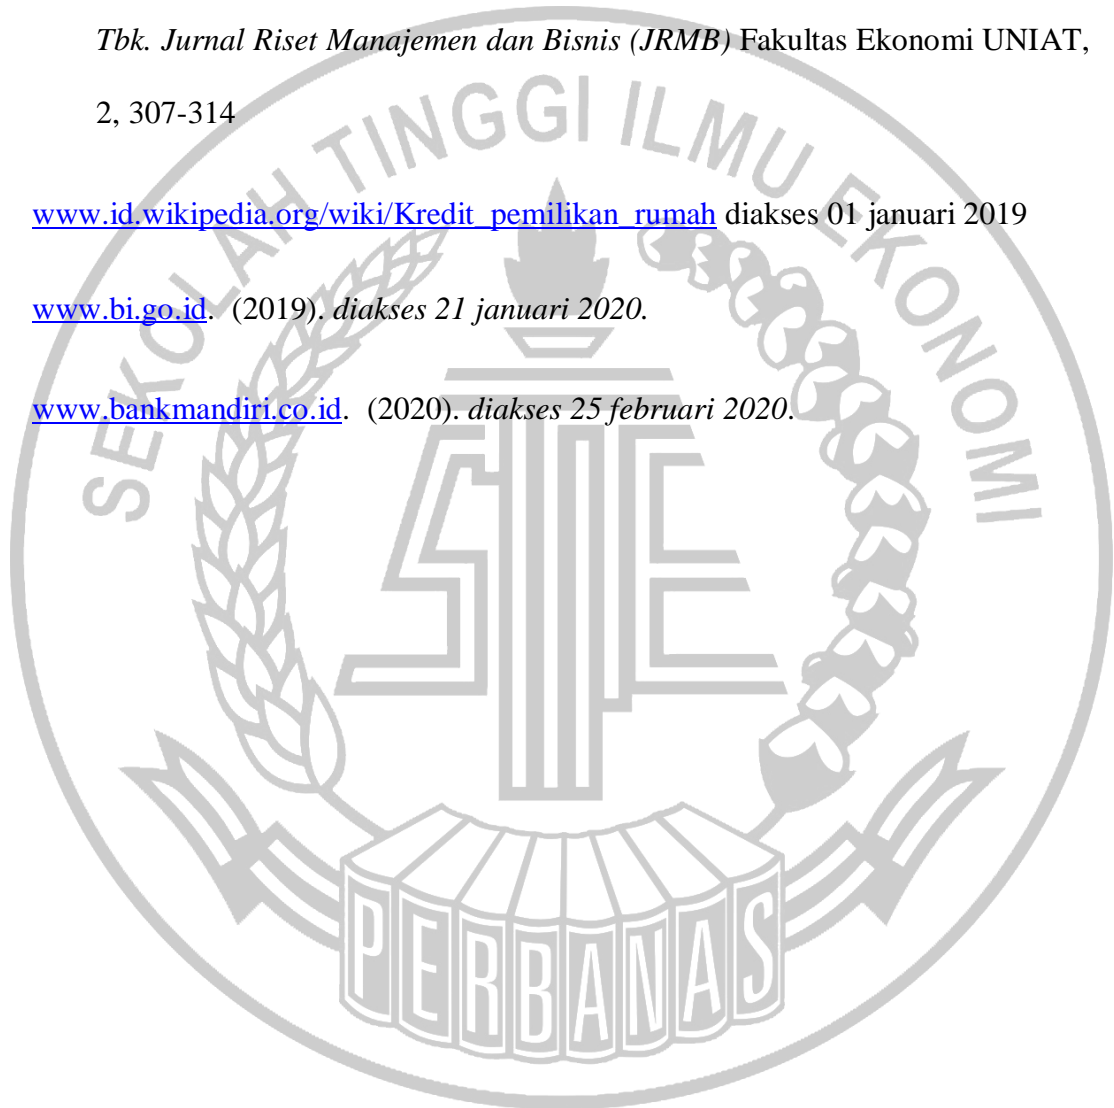 Tbk. Jurnal Riset Manajemen dan Bisnis (JRMB) Fakultas Ekonomi UNIAT,
2, 307-314
www.id.wikipedia.org/wiki/Kredit_pemilikan_rumah diakses 01 januari 2019
www.bi.go.id. (2019). diakses 21 januari 2020.
www.bankmandiri.co.id. (2020). diakses 25 februari 2020.
SEKOLAH TINGGI ILMU EKONOMI
STIE
PERBANAS